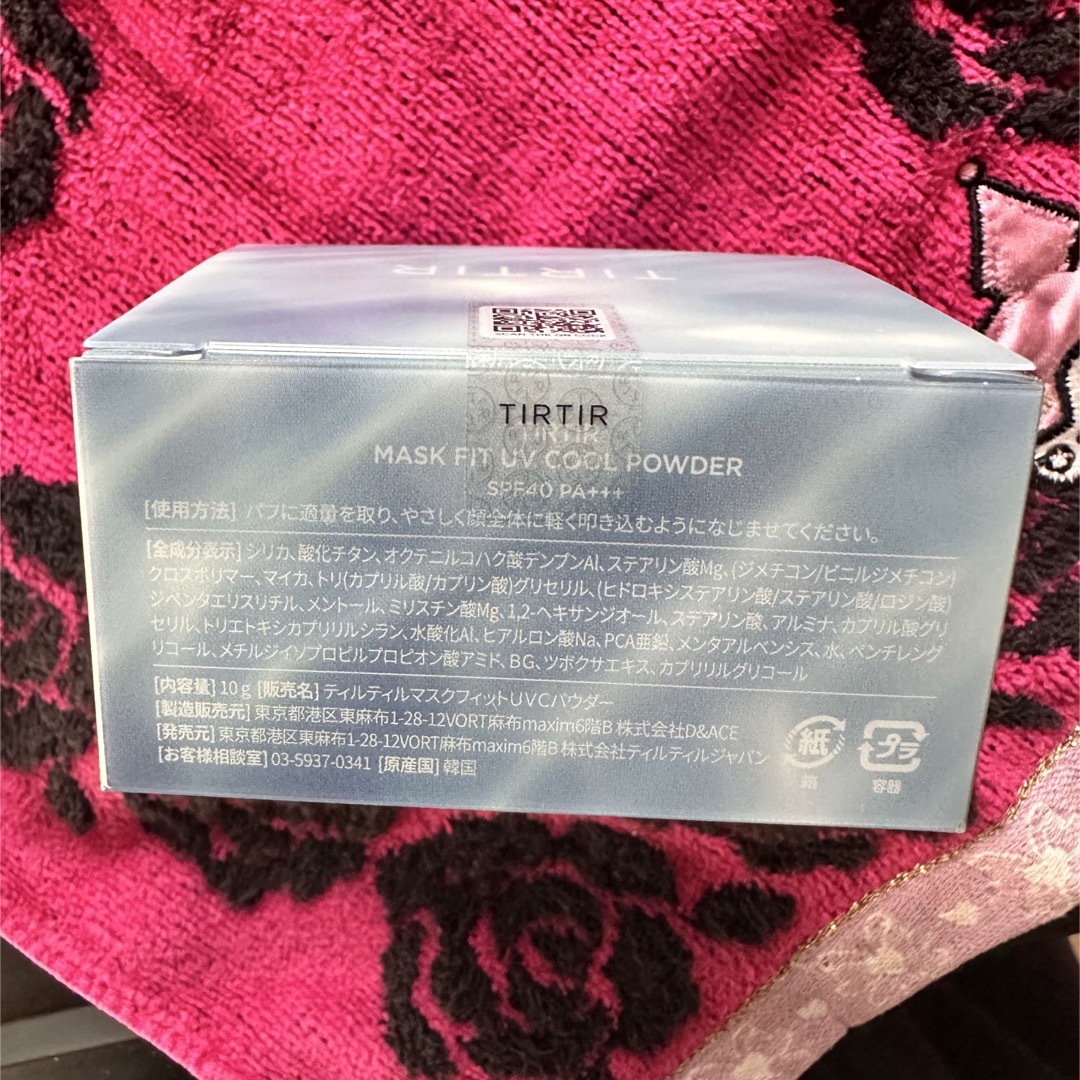 TIRTIR
SCAN THE QR CODE
TIRTIR
TIRTIR
MASK FIT UV COOL POWDER
SPF40 PA+++
[使用方法] パフに適量を取り、やさしく顔全体に軽く叩き込むようになじませてください。
[全成分表示] シリカ、酸化チタン、オクテニルコハク酸デンプンAl、ステアリン酸Mg、(ジメチコン/ビニルジメチコン)
クロスポリマー、マイカ、トリ(カプリル酸/カプリン酸)グリセリル、(ヒドロキシステアリン酸/ステアリン酸/ロジン酸)
ジペンタエリスリチル、メントール、ミリスチン酸Mg、1,2-ヘキサンジオール、ステアリン酸、アルミナ、カプリル酸グリ
セリル、トリエトキシカプリリルシラン、水酸化Al、ヒアルロン酸Na、PCA亜鉛、メンタアルベンシス、水、ペンチレング
リコール、メチルジイソプロピルプロピオン酸アミド、BG、ツボクサエキス、カプリリルグリコール
[内容量] 10g [販売名] ティルティルマスクフィットUVCパウダー
[製造販売元] 東京都港区東麻布1-28-12VORT麻布maxim6階B 株式会社D&ACE
[発売元] 東京都港区東麻布1-28-12VORT麻布maxim6階B 株式会社ティルティルジャパン
[お客様相談室] 03-5937-0341 [原産国] 韓国
紙
箱
プラ
容器